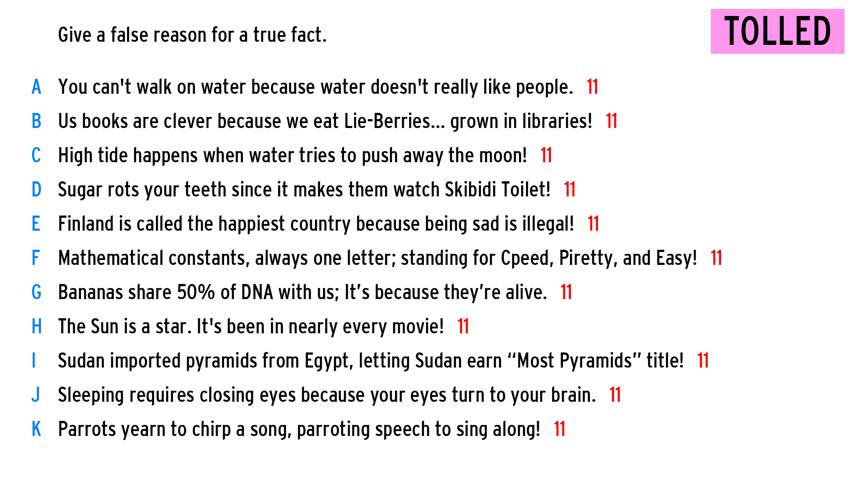 Give a false reason for a true fact.
TOLLED
A You can't walk on water because water doesn't really like people. 11
B Us books are clever because we eat Lie-Berries... grown in libraries! 11
C High tide happens when water tries to push away the moon! 11
D Sugar rots your teeth since it makes them watch Skibidi Toilet! 11
E Finland is called the happiest country because being sad is illegal! 11
F Mathematical constants, always one letter; standing for Cpeed, Piretty, and Easy! 11
G Bananas share 50% of DNA with us; It’s because they’re alive. 11
H The Sun is a star. It's been in nearly every movie! 11
I Sudan imported pyramids from Egypt, letting Sudan earn “Most Pyramids” title! 11
J Sleeping requires closing eyes because your eyes turn to your brain. 11
K Parrots yearn to chirp a song, parroting speech to sing along! 11